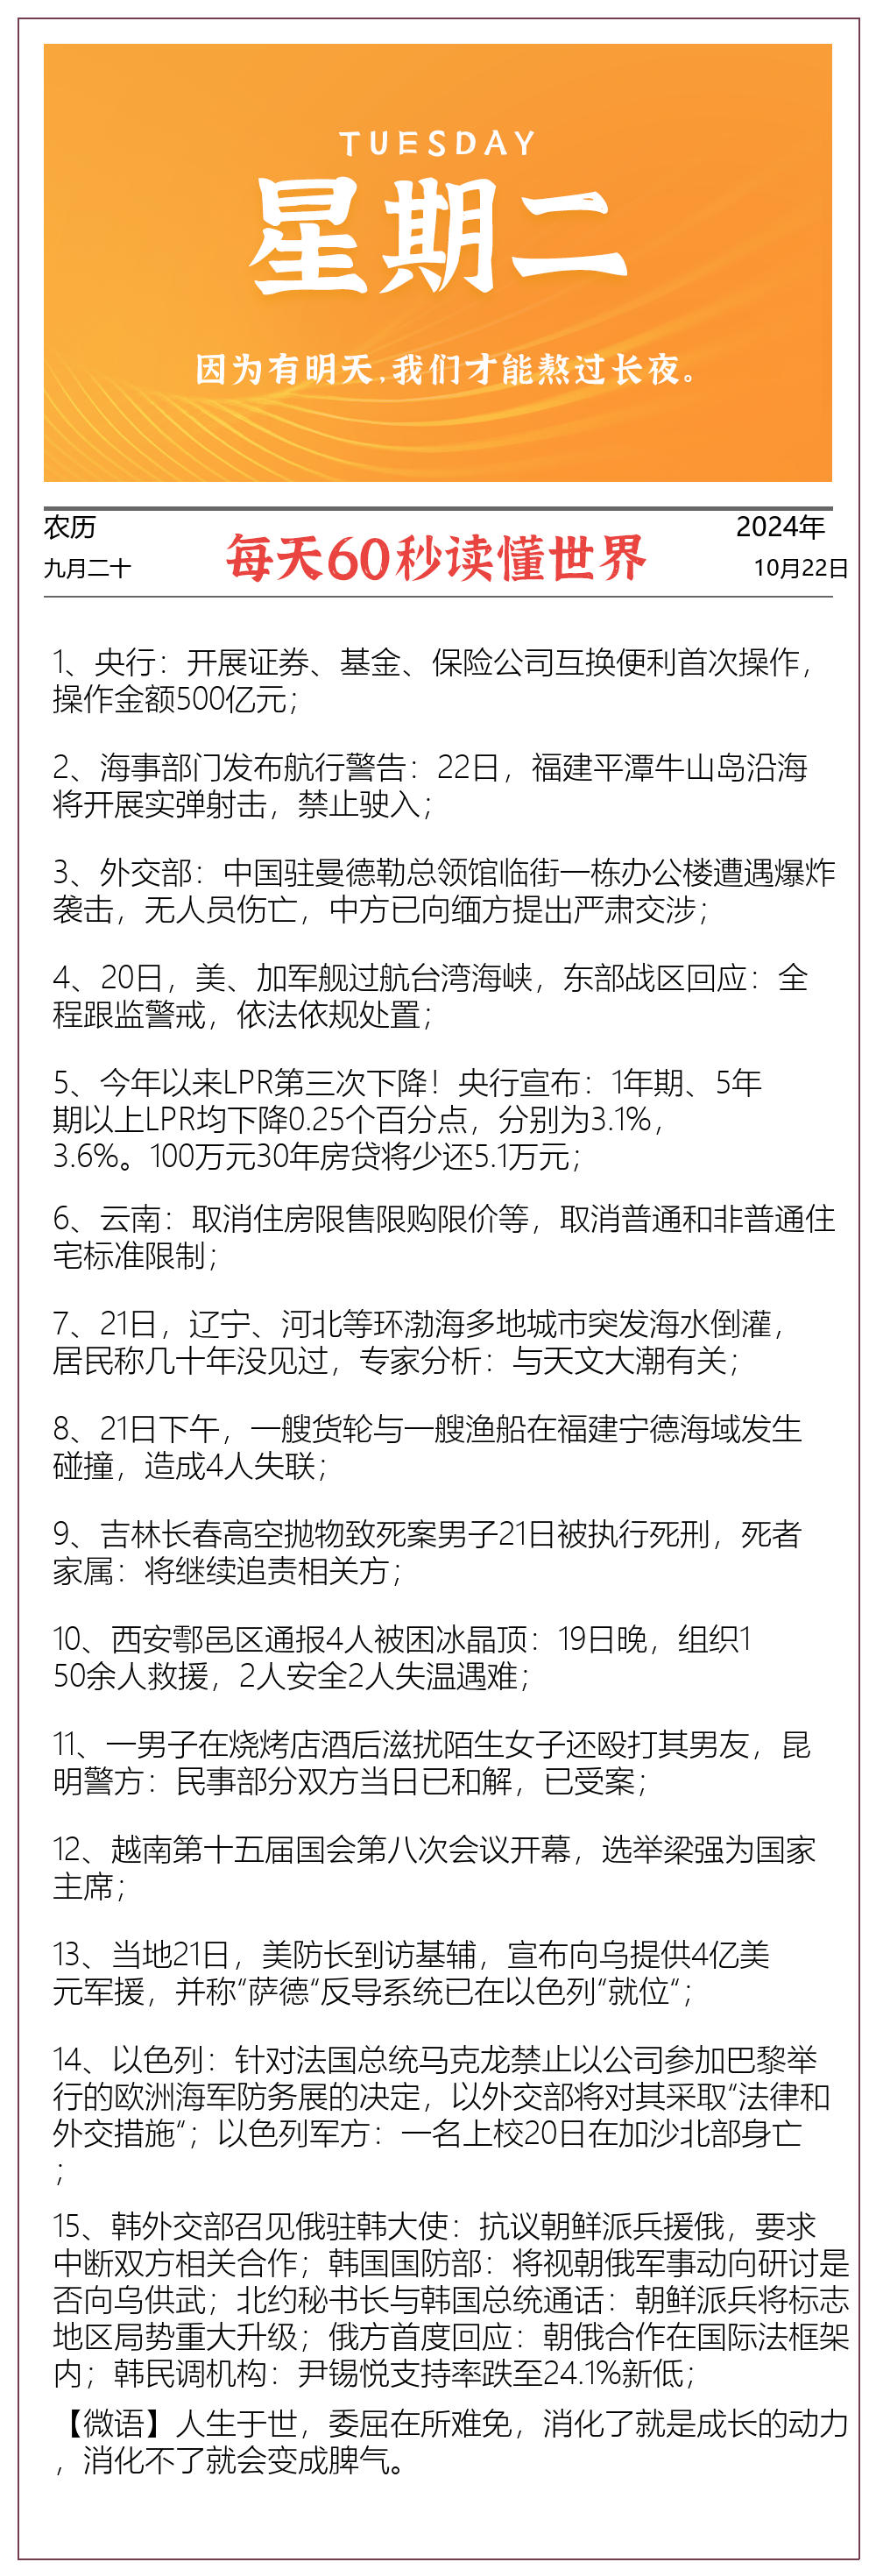 TUESDAY
星期二
因为有明天,我们才能熬过长夜。
农历
九月二十
每天60秒读懂世界
2024年
10月22日
1、央行：开展证券、基金、保险公司互换便利首次操作，
操作金额500亿元；
2、海事部门发布航行警告：22日，福建平潭牛山岛沿海
将开展实弹射击，禁止驶入；
3、外交部：中国驻曼德勒总领馆临街一栋办公楼遭遇爆炸
袭击，无人员伤亡，中方已向缅方提出严肃交涉；
4、20日，美、加军舰过航台湾海峡，东部战区回应：全
程跟监警戒，依法依规处置；
5、今年以来LPR第三次下降！央行宣布：1年期、5年
期以上LPR均下降0.25个百分点，分别为3.1%，
3.6%。100万元30年房贷将少还5.1万元；
6、云南：取消住房限售限购限价等，取消普通和非普通住
宅标准限制；
7、21日，辽宁、河北等环渤海多地城市突发海水倒灌，
居民称几十年没见过，专家分析：与天文大潮有关；
8、21日下午，一艘货轮与一艘渔船在福建宁德海域发生
碰撞，造成4人失联；
9、吉林长春高空抛物致死案男子21日被执行死刑，死者
家属：将继续追责相关方；
10、西安鄠邑区通报4人被困冰晶顶：19日晚，组织1
50余人救援，2人安全2人失温遇难；
11、一男子在烧烤店酒后滋扰陌生女子还殴打其男友，昆
明警方：民事部分双方当日已和解，已受案；
12、越南第十五届国会第八次会议开幕，选举梁强为国家
主席；
13、当地21日，美防长到访基辅，宣布向乌提供4亿美
元军援，并称“萨德“反导系统已在以色列“就位“；
14、以色列：针对法国总统马克龙禁止以公司参加巴黎举
行的欧洲海军防务展的决定，以外交部将对其采取“法律和
外交措施“；以色列军方：一名上校20日在加沙北部身亡
；
15、韩外交部召见俄驻韩大使：抗议朝鲜派兵援俄，要求
中断双方相关合作；韩国国防部：将视朝俄军事动向研讨是
否向乌供武；北约秘书长与韩国总统通话：朝鲜派兵将标志
地区局势重大升级；俄方首度回应：朝俄合作在国际法框架
内；韩民调机构：尹锡悦支持率跌至24.1%新低；
【微语】人生于世，委屈在所难免，消化了就是成长的动力
，消化不了就会变成脾气。